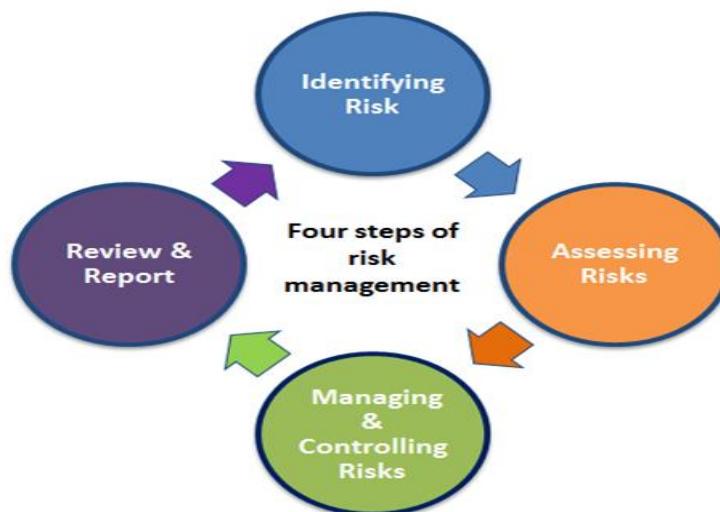 Identifying
Risk
Assessing
Risks
Managing
&
Controlling
Risks
Review &
Report
Four steps of
risk
management